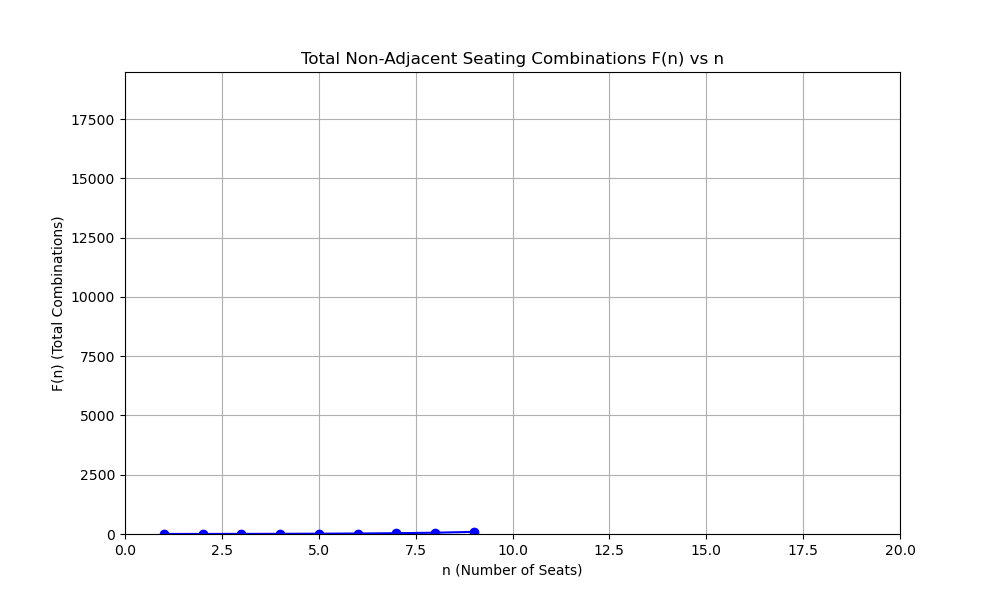 Total Non-Adjacent Seating Combinations F(n) vs n
F(n) (Total Combinations)
17500
15000
12500
10000
7500
5000
2500
0
0.0 2.5 5.0 7.5 10.0 12.5 15.0 17.5 20.0
n (Number of Seats)